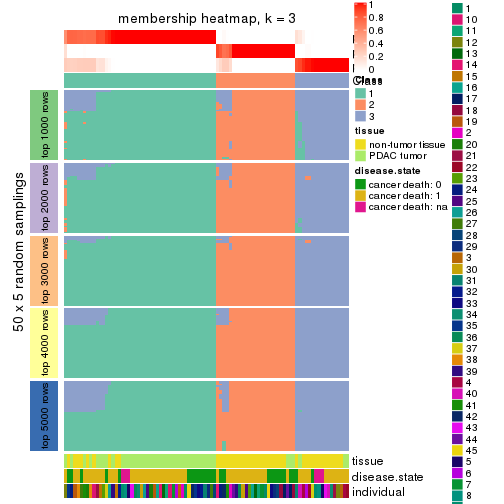 membership heatmap, k = 3
50 x 5 random samplings
top 1000 rows
top 2000 rows
top 3000 rows
top 4000 rows
top 5000 rows
1
0.8
0.6
0.4
0.2
0
Class
Class
1
2
3
tissue
non-tumor tissue
PDAC tumor
disease.state
cancer death: 0
cancer death: 1
cancer death: na
tissue
disease.state
individual
1
10
11
12
13
14
15
16
17
18
19
2
20
21
22
23
24
25
26
27
28
29
3
30
31
32
33
34
35
36
37
38
39
4
40
41
42
43
44
45
5
6
7
8